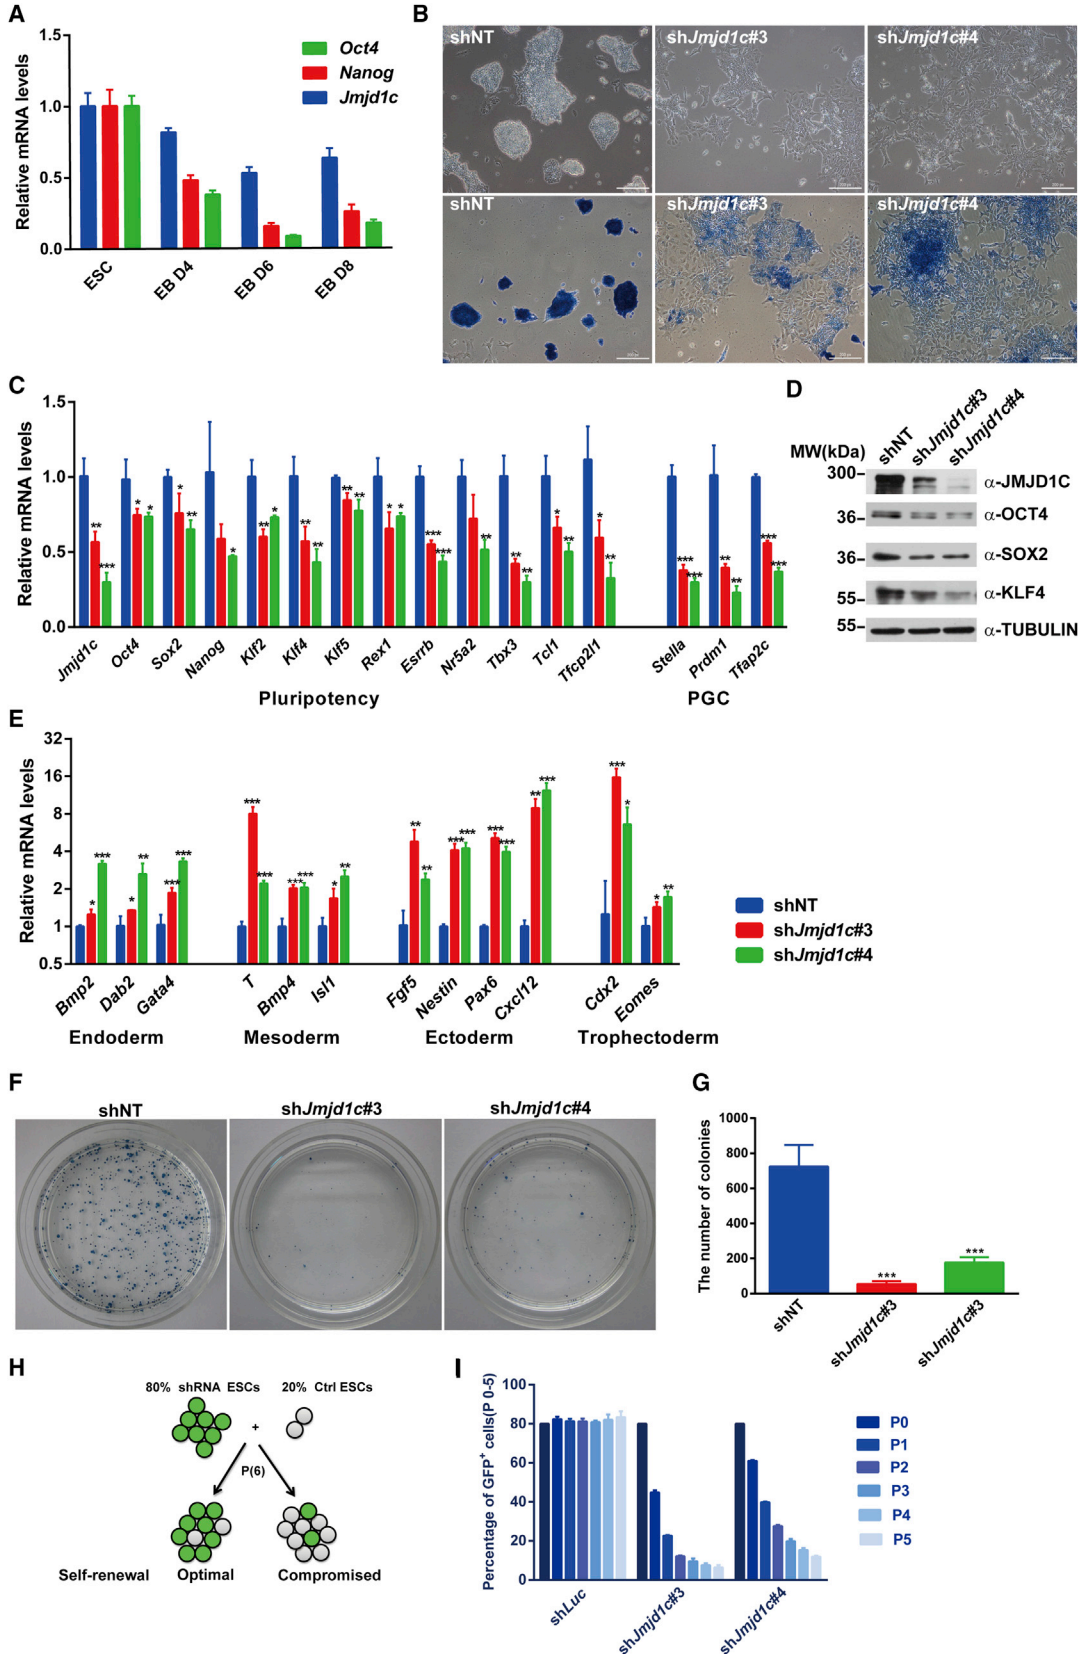 A
1.5
1.0
0.5
0.0
Relative mRNA levels
Oct4
Nanog
Jmjd1c
ESC
EB D4
EB D6
EB D8
B
shNT
shJmjd1c#3
shJmjd1c#4
shNT
shJmjd1c#3
shJmjd1c#4
C
1.5
1.0
0.5
0.0
Relative mRNA levels
Jmjd1c
Oct4
Sox2
Nanog
Klf2
Klf4
Klf5
Rex1
Esrrb
Nr5a2
Tbx3
Tcl1
Tfcp2l1
Stella
Prdm1
Tfap2c
Pluripotency
PGC
D
shNT
shJmjd1c#3
shJmjd1c#4
MW(kDa)
300
α-JMJD1C
36
α-OCT4
36
α-SOX2
55
α-KLF4
55
α-TUBULIN
E
32
16
8
4
2
1
0.5
Relative mRNA levels
Bmp2
Dab2
Gata4
T
Bmp4
Isl1
Fgf5
Nestin
Pax6
Cxcl12
Cdx2
Eomes
Endoderm
Mesoderm
Ectoderm
Trophectoderm
shNT
shJmjd1c#3
shJmjd1c#4
F
shNT
shJmjd1c#3
shJmjd1c#4
G
1000
800
600
400
200
0
The number of colonies
shNT
shJmjd1c#3
shJmjd1c#3
H
80% shRNA ESCs
20% Ctrl ESCs
+
P(6)
Self-renewal
Optimal
Compromised
I
100
80
60
40
20
0
Percentage of GFP+ cells(P 0-5)
shLuc
shJmjd1c#3
shJmjd1c#4
P0
P1
P2
P3
P4
P5